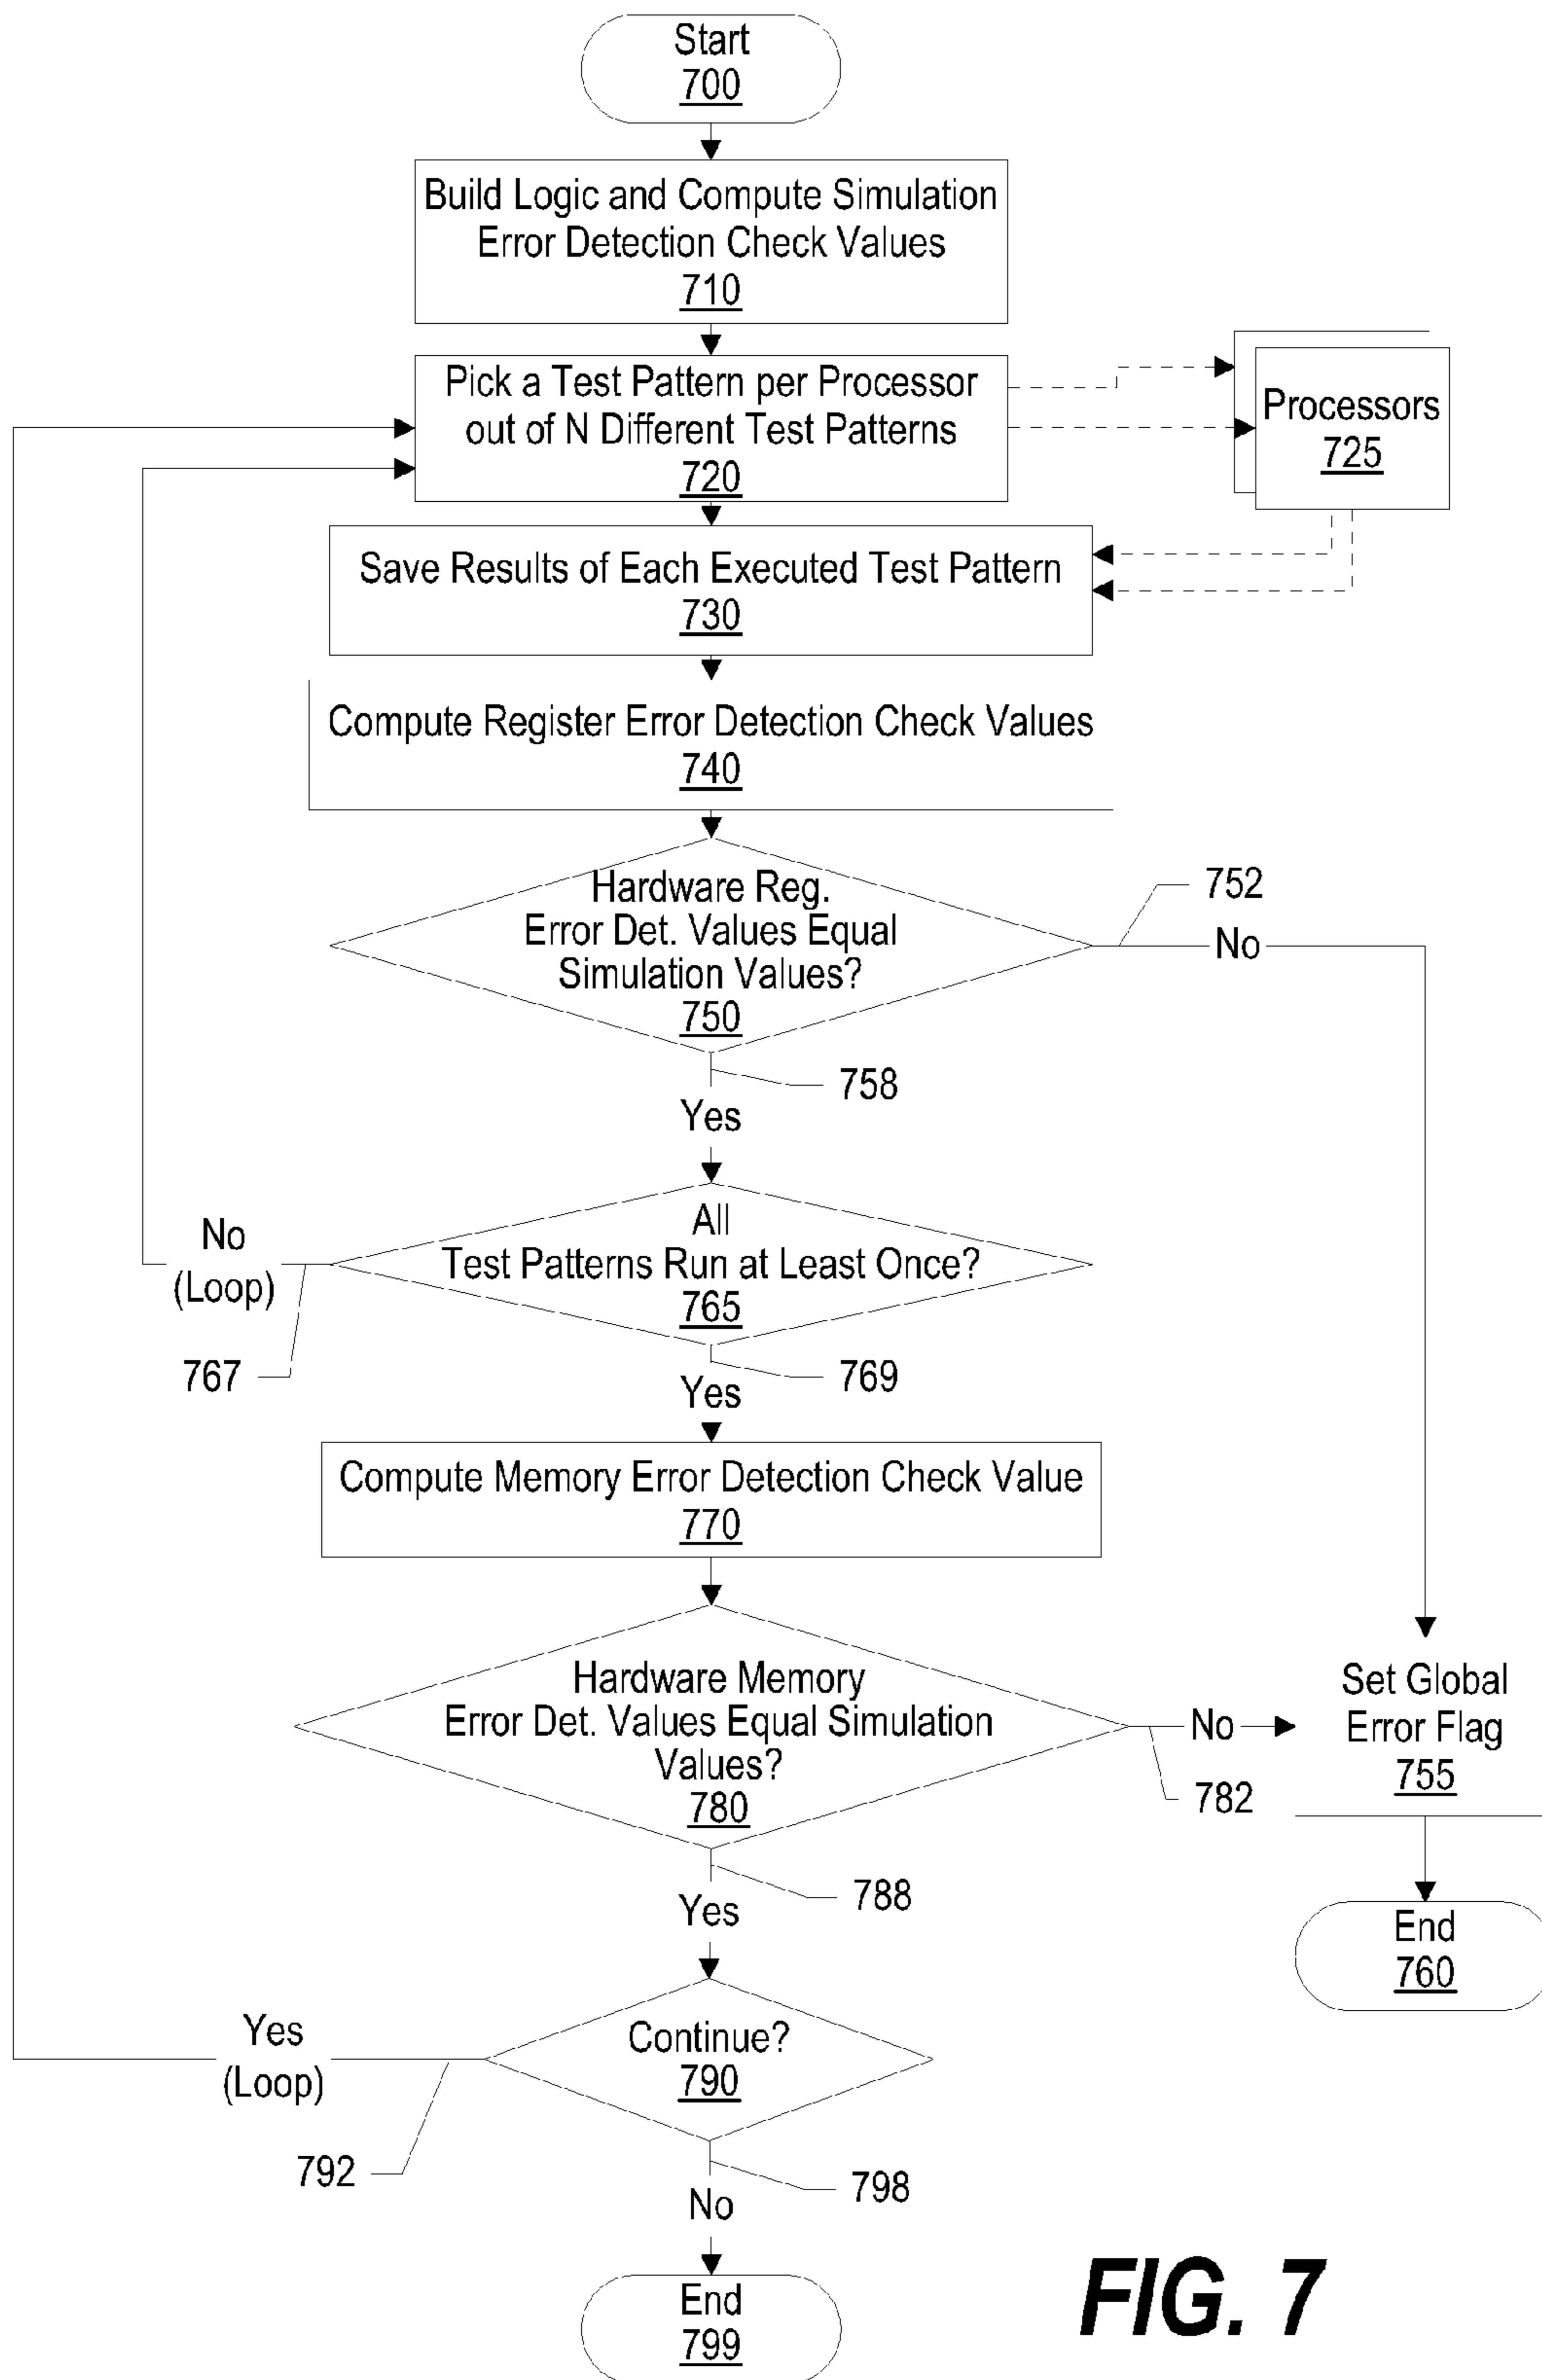 Start
700
Build Logic and Compute Simulation
Error Detection Check Values
710
Pick a Test Pattern per Processor
out of N Different Test Patterns
720
Processors
725
Save Results of Each Executed Test Pattern
730
Compute Register Error Detection Check Values
740
Hardware Reg.
Error Det. Values Equal
Simulation Values?
750
752
No
758
Yes
All
Test Patterns Run at Least Once?
765
No
(Loop)
767
769
Yes
Compute Memory Error Detection Check Value
770
Hardware Memory
Error Det. Values Equal Simulation
Values?
780
No
782
Set Global
Error Flag
755
788
Yes
End
760
Continue?
790
Yes
(Loop)
792
798
No
End
799
FIG. 7